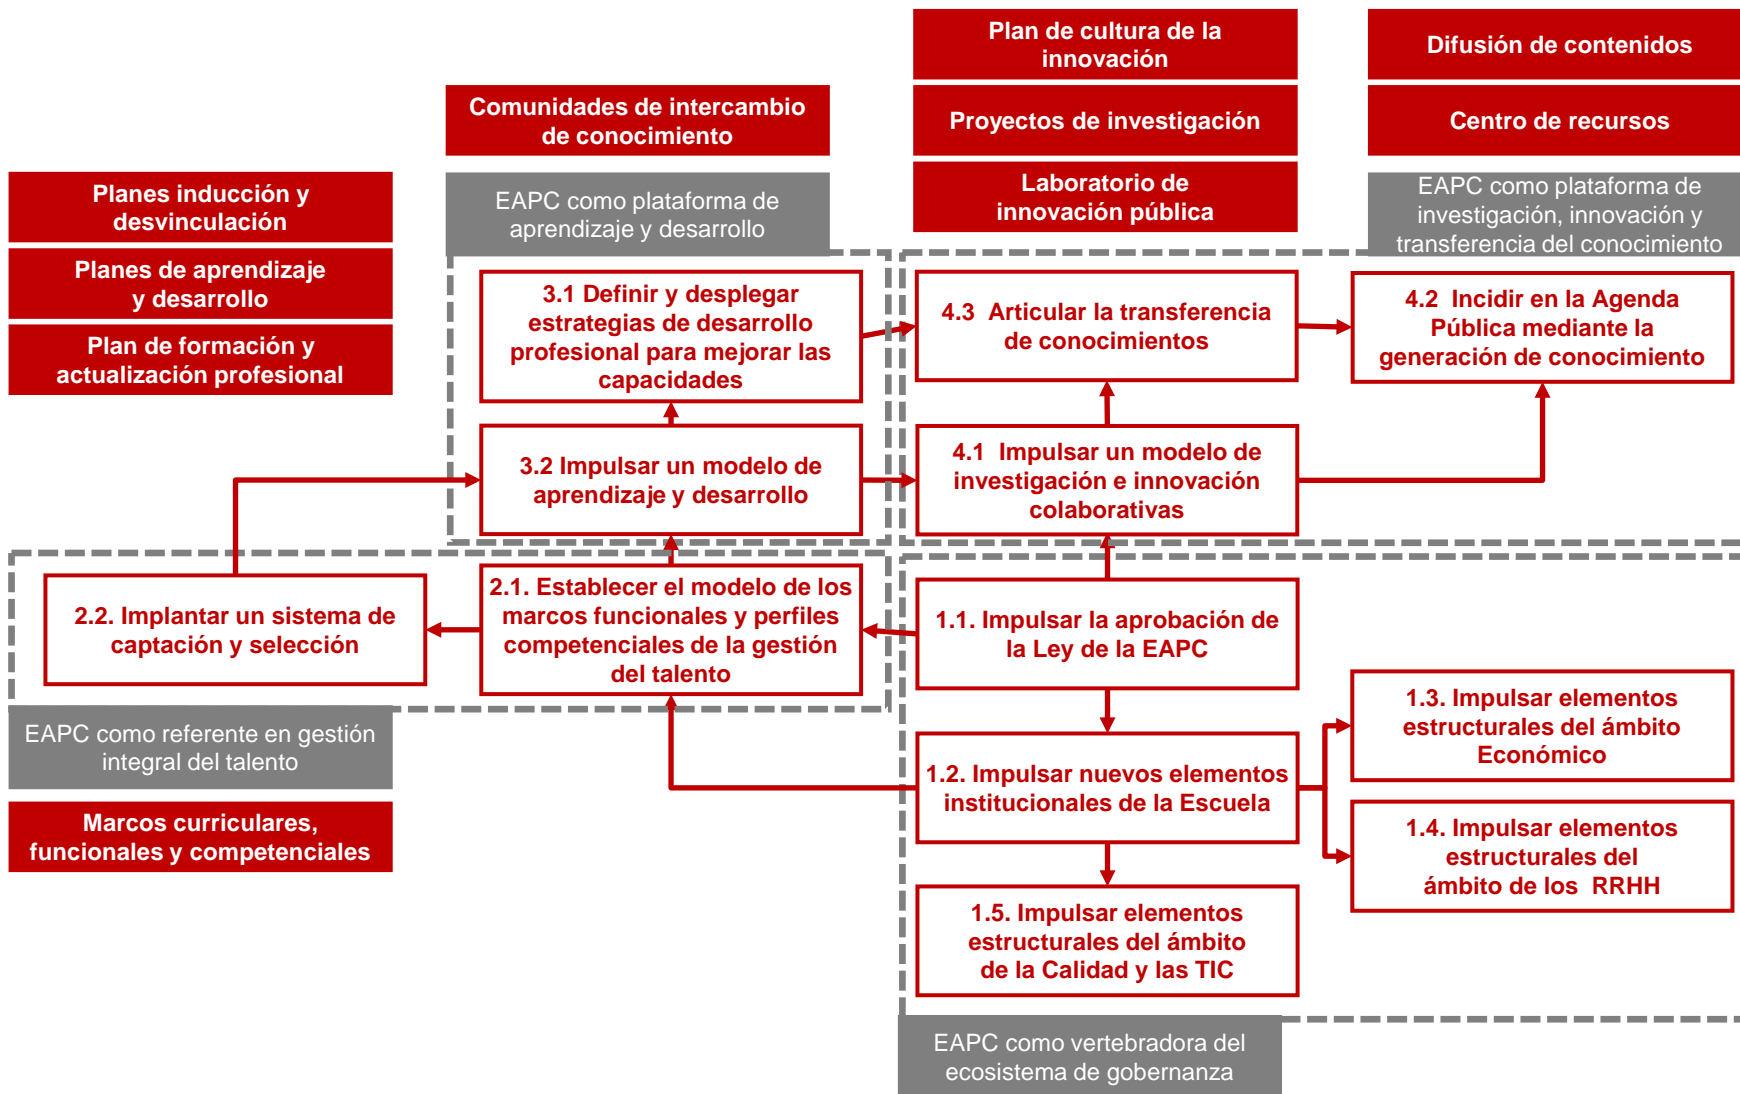 Plan de cultura de la
innovación
Difusión de contenidos
Comunidades de intercambio
de conocimiento
Proyectos de investigación
Centro de recursos
Planes inducción y
desvinculación
EAPC como plataforma de
aprendizaje y desarrollo
Laboratorio de
innovación pública
EAPC como plataforma de
investigación, innovación y
transferencia del conocimiento
Planes de aprendizaje
y desarrollo
Plan de formación y
actualización profesional
3.1 Definir y desplegar
estrategias de desarrollo
profesional para mejorar las
capacidades
4.3 Articular la transferencia
de conocimientos
4.2 Incidir en la Agenda
Pública mediante la
generación de conocimiento
3.2 Impulsar un modelo de
aprendizaje y desarrollo
4.1 Impulsar un modelo de
investigación e innovación
colaborativas
2.2. Implantar un sistema de
captación y selección
2.1. Establecer el modelo de los
marcos funcionales y perfiles
competenciales de la gestión
del talento
1.1. Impulsar la aprobación de
la Ley de la EAPC
EAPC como referente en gestión
integral del talento
1.2. Impulsar nuevos elementos
institucionales de la Escuela
1.3. Impulsar elementos
estructurales del ámbito
Económico
Marcos curriculares,
funcionales y competenciales
1.4. Impulsar elementos
estructurales del
ámbito de los RRHH
1.5. Impulsar elementos
estructurales del ámbito
de la Calidad y las TIC
EAPC como vertebradora del
ecosistema de gobernanza